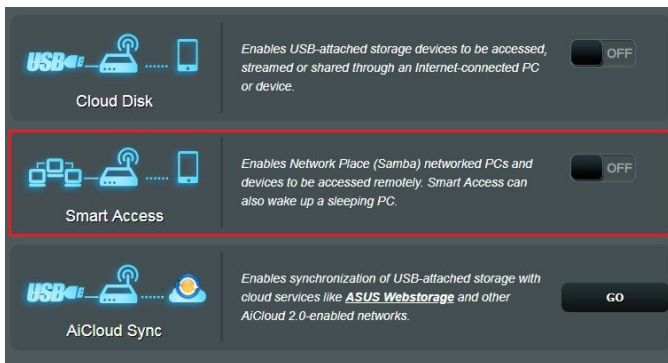 USB
Cloud Disk
Enables USB-attached storage devices to be accessed,
streamed or shared through an Internet-connected PC
or device.
OFF
Smart Access
Enables Network Place (Samba) networked PCs and
devices to be accessed remotely. Smart Access can
also wake up a sleeping PC.
OFF
USB
AiCloud Sync
Enables synchronization of USB-attached storage with
cloud services like ASUS Webstorage and other
AiCloud 2.0-enabled networks.
GO